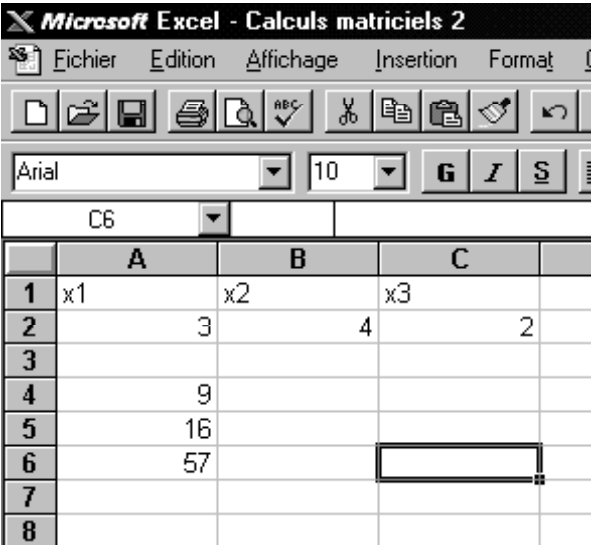 Microsoft Excel - Calculs matriciels 2
Fichier Edition Affichage Insertion Format
ABC
Arial 10 G I S
C6
A B C
1 x1 x2 x3
2 3 4 2
3
4 9
5 16
6 57
7
8